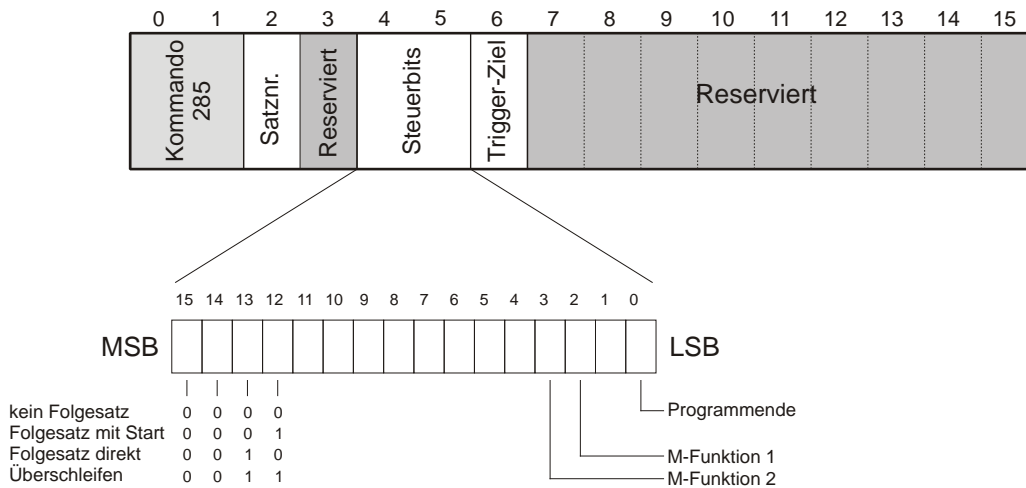 0 1 2 3 4 5 6 7 8 9 10 11 12 13 14 15
Kommando
285
Satznr.
Reserviert
Steuerbits
Trigger-Ziel
Reserviert
15 14 13 12 11 10 9 8 7 6 5 4 3 2 1 0
MSB
LSB
kein Folgesatz 0 0 0 0
Folgesatz mit Start 0 0 0 1
Folgesatz direkt 0 0 1 0
Überschleifen 0 0 1 1
Programmende
M-Funktion 1
M-Funktion 2